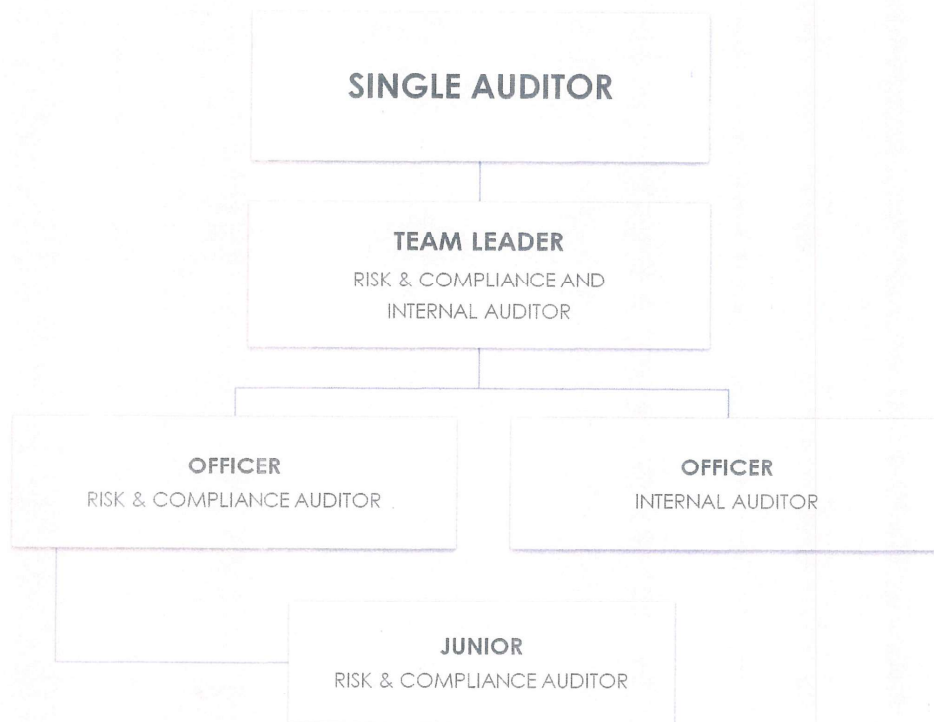 SINGLE AUDITOR
TEAM LEADER
RISK & COMPLIANCE AND
INTERNAL AUDITOR
OFFICER
RISK & COMPLIANCE AUDITOR
OFFICER
INTERNAL AUDITOR
JUNIOR
RISK & COMPLIANCE AUDITOR